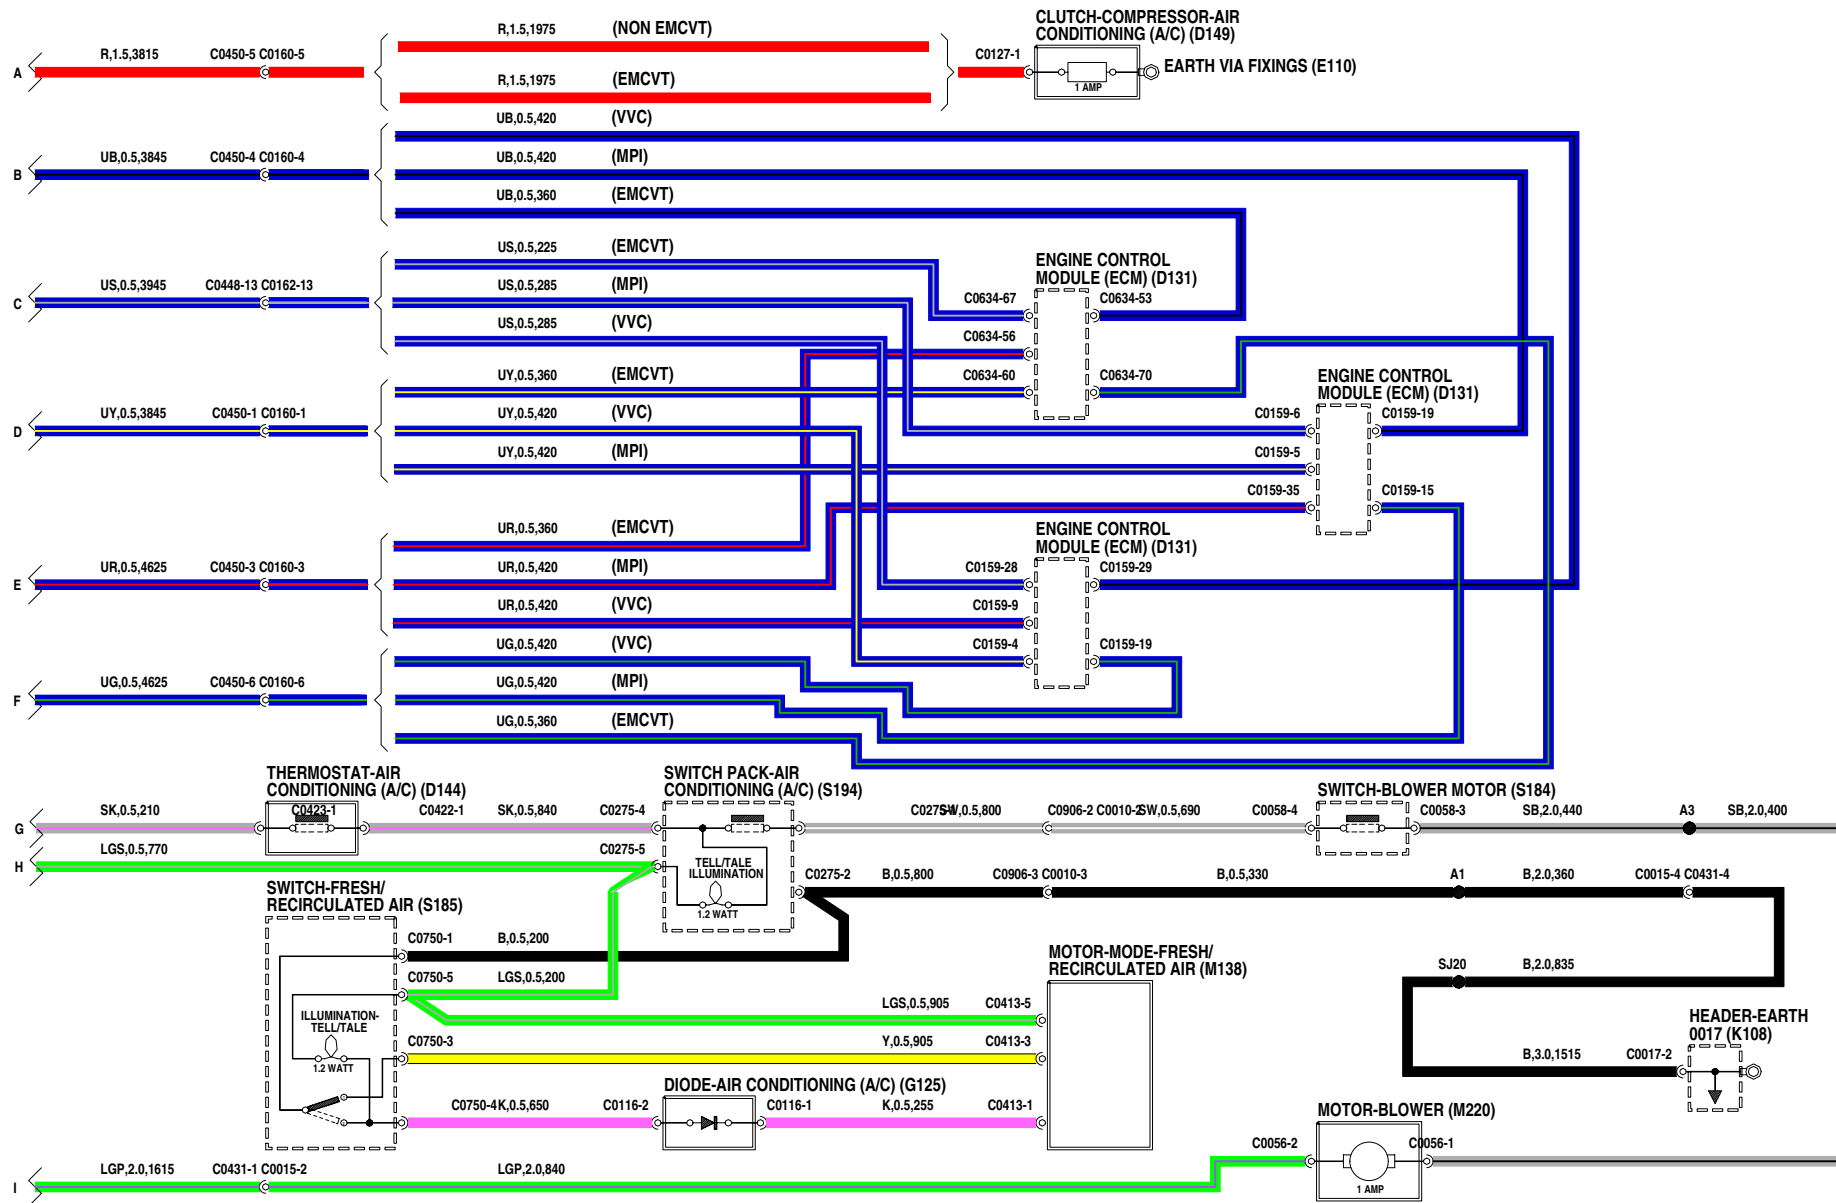 CLUTCH-COMPRESSOR-AIR
CONDITIONING (A/C) (D149)
R,1.5,1975 (NON EMCVT)
A R,1.5,3815 C0450-5 C0160-5 C0127-1 EARTH VIA FIXINGS (E110)
R,1.5,1975 (EMCVT) 1 AMP
UB,0.5,420 (VVC)
B UB,0.5,3845 C0450-4 C0160-4 UB,0.5,420 (MPI)
UB,0.5,360 (EMCVT)
US,0.5,225 (EMCVT)
ENGINE CONTROL
MODULE (ECM) (D131)
C US,0.5,3945 C0448-13 C0162-13 US,0.5,285 (MPI)
C0634-67 C0634-53
US,0.5,285 (VVC)
C0634-56
UY,0.5,360 (EMCVT) C0634-60 C0634-70
ENGINE CONTROL
MODULE (ECM) (D131)
D UY,0.5,3845 C0450-1 C0160-1 UY,0.5,420 (VVC) C0159-6 C0159-19
UY,0.5,420 (MPI) C0159-5
C0159-35 C0159-15
UR,0.5,360 (EMCVT)
ENGINE CONTROL
MODULE (ECM) (D131)
E UR,0.5,4625 C0450-3 C0160-3 UR,0.5,420 (MPI) C0159-28 C0159-29
UR,0.5,420 (VVC) C0159-9
UG,0.5,420 (VVC) C0159-4 C0159-19
F UG,0.5,4625 C0450-6 C0160-6 UG,0.5,420 (MPI)
UG,0.5,360 (EMCVT)
THERMOSTAT-AIR
CONDITIONING (A/C) (D144)
SWITCH PACK-AIR
CONDITIONING (A/C) (S194)
SWITCH-BLOWER MOTOR (S184)
G SK,0.5,210 C0423-1 C0422-1 SK,0.5,840 C0275-4 C0275-1 SW,0.5,800 C0906-2 C0010-2 SW,0.5,690 C0058-4 C0058-3 SB,2.0,440 A3 SB,2.0,400
H LGS,0.5,770 C0275-5
TELL/TALE
ILLUMINATION
1.2 WATT
C0275-2 B,0.5,800 C0906-3 C0010-3 B,0.5,330 A1 B,2.0,360 C0015-4 C0431-4
SWITCH-FRESH/
RECIRCULATED AIR (S185)
C0750-1 B,0.5,200
MOTOR-MODE-FRESH/
RECIRCULATED AIR (M138)
SJ20 B,2.0,835
C0750-5 LGS,0.5,200
LGS,0.5,905 C0413-5
ILLUMINATION-
TELL/TALE
1.2 WATT
HEADER-EARTH
0017 (K108)
C0750-3 Y,0.5,905 C0413-3
B,3.0,1515 C0017-2
DIODE-AIR CONDITIONING (A/C) (G125)
C0750-4 K,0.5,650 C0116-2 C0116-1 K,0.5,255 C0413-1
MOTOR-BLOWER (M220)
C0056-2 C0056-1
1 AMP
I LGP,2.0,1615 C0431-1 C0015-2 LGP,2.0,840